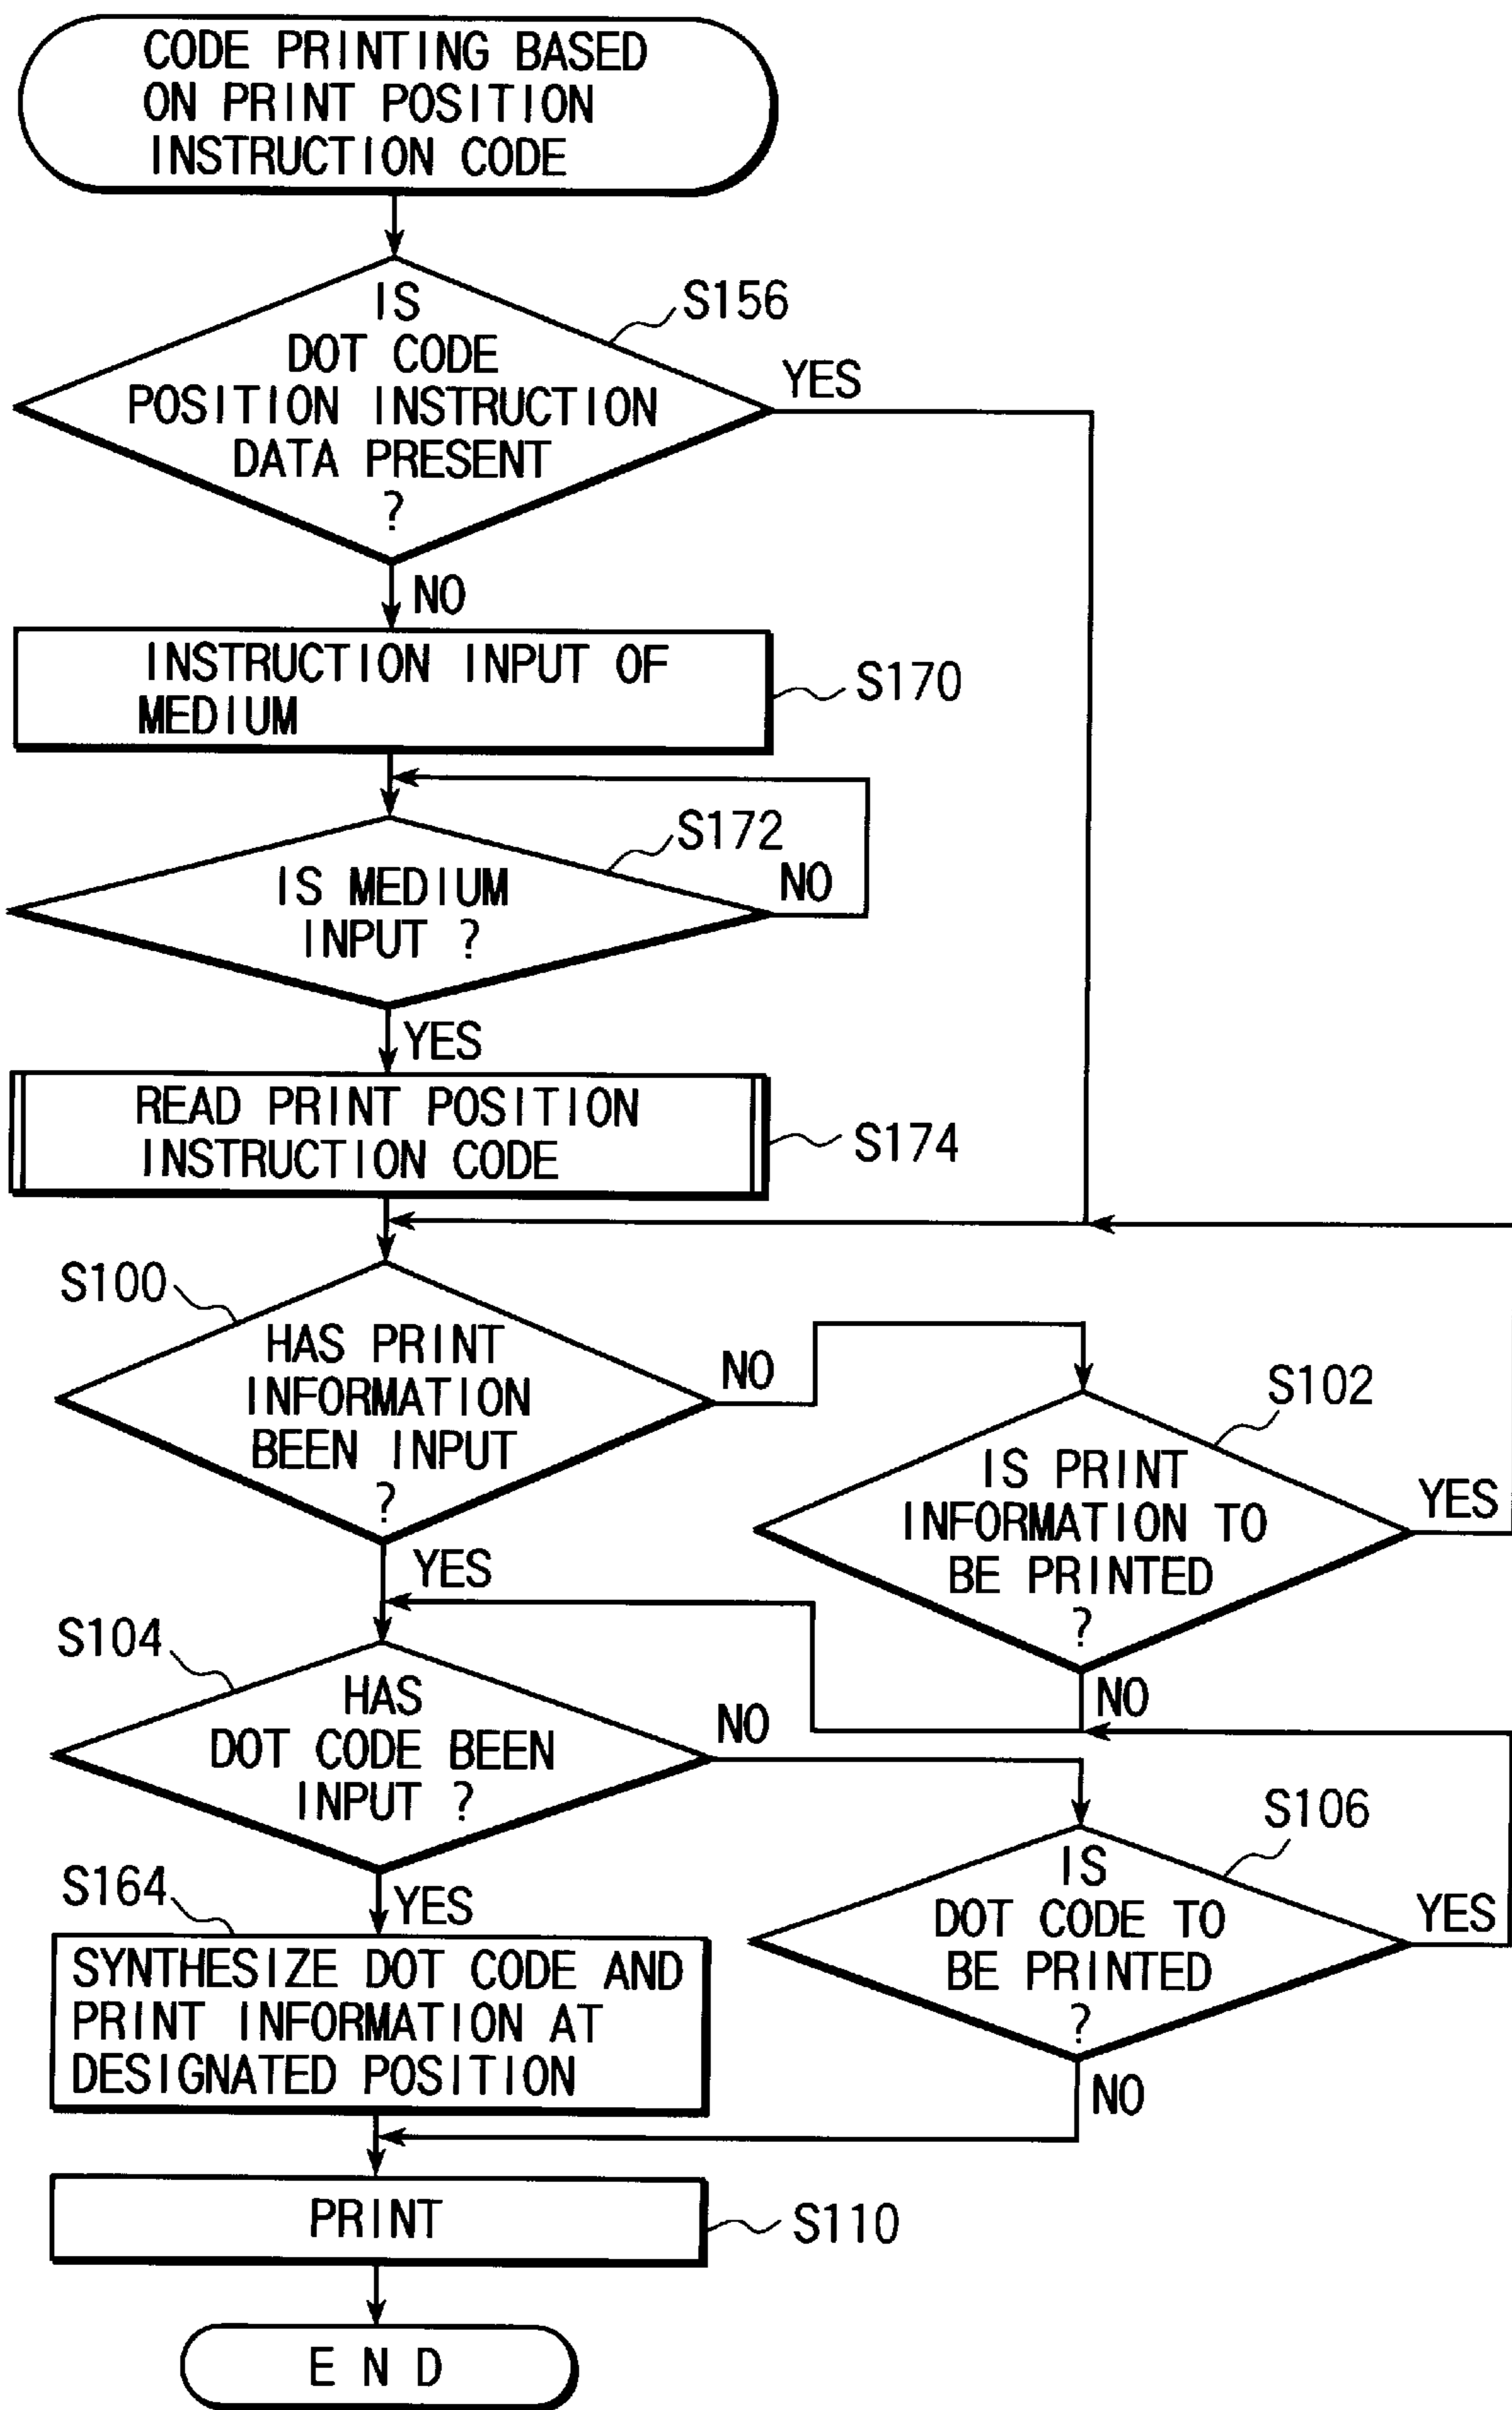 CODE PRINTING BASED
ON PRINT POSITION
INSTRUCTION CODE
IS
DOT CODE
POSITION INSTRUCTION
DATA PRESENT
?
S156
YES
NO
INSTRUCTION INPUT OF
MEDIUM
S170
IS MEDIUM
INPUT ?
S172
NO
YES
READ PRINT POSITION
INSTRUCTION CODE
S174
S100
HAS PRINT
INFORMATION
BEEN INPUT
?
NO
YES
S102
IS PRINT
INFORMATION TO
BE PRINTED
?
YES
NO
S104
HAS
DOT CODE BEEN
INPUT ?
NO
YES
S106
IS
DOT CODE TO
BE PRINTED
?
YES
NO
S164
SYNTHESIZE DOT CODE AND
PRINT INFORMATION AT
DESIGNATED POSITION
PRINT
S110
END